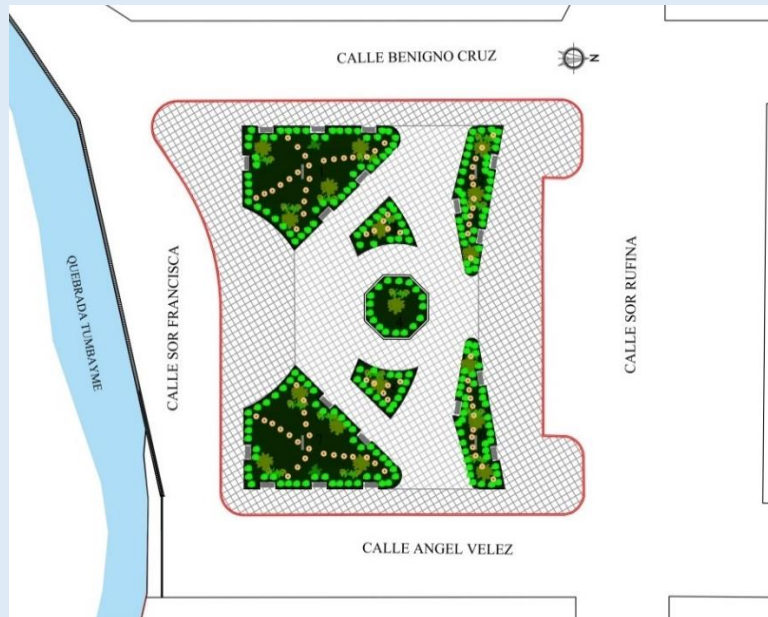 CALLE BENIGNO CRUZ
N
QUEBRADA TUMBAYME
CALLE SOR FRANCISCA
CALLE SOR RUFINA
CALLE ANGEL VELEZ